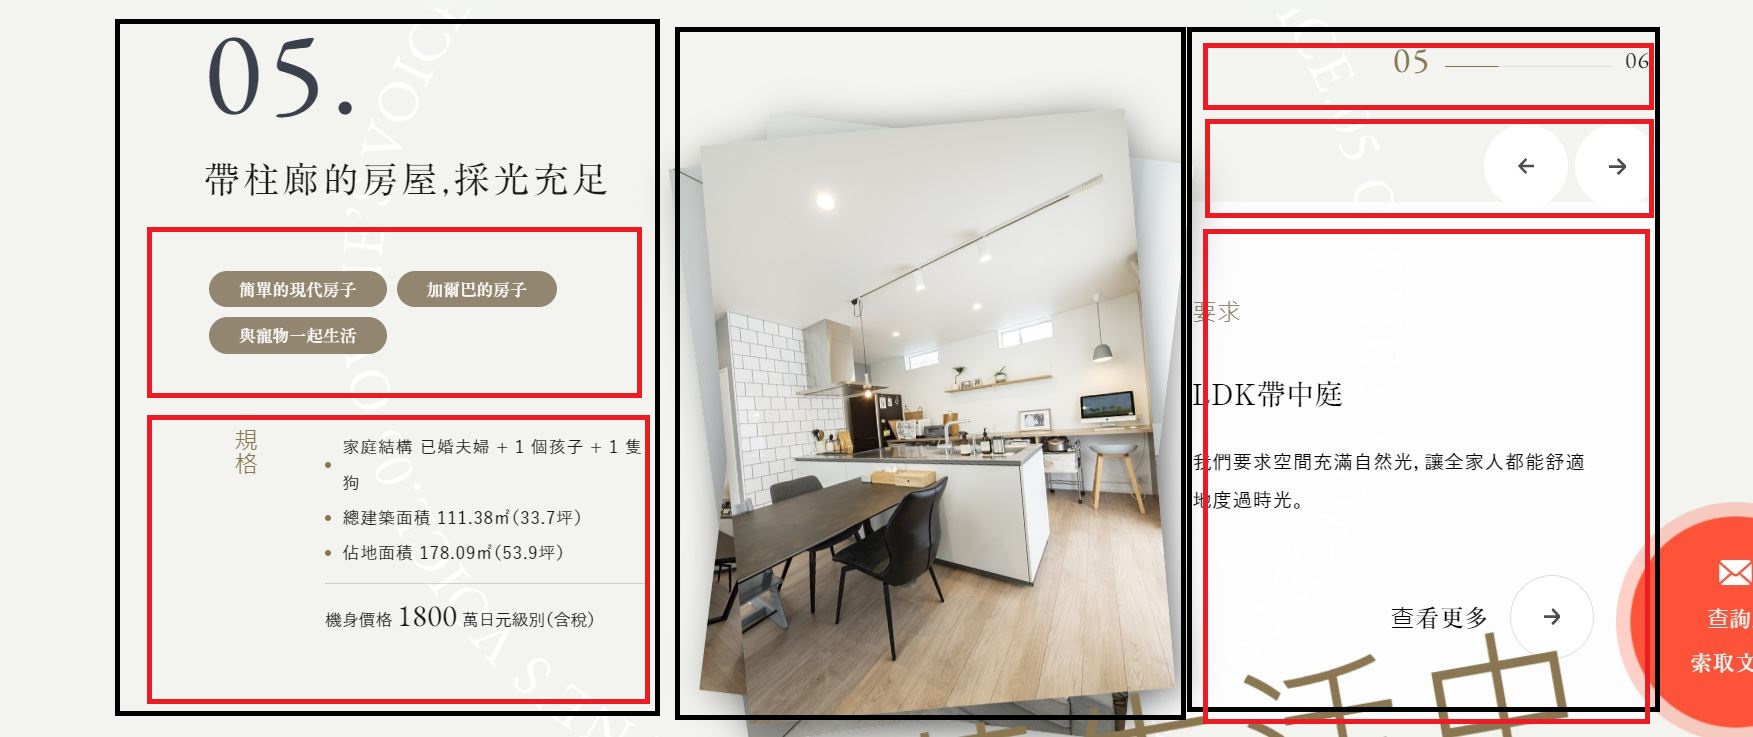 05.
帶柱廊的房屋,採光充足
簡單的現代房子
加爾巴的房子
與寵物一起生活
規格
家庭結構 已婚夫婦 + 1 個孩子 + 1 隻
狗
總建築面積 111.38㎡(33.7坪)
佔地面積 178.09㎡(53.9坪)
機身價格 1800 萬日元級別(含稅)
05
06
要求
LDK帶中庭
我們要求空間充滿自然光, 讓全家人都能舒適
地度過時光。
查看更多
查詢
索取文
生活中